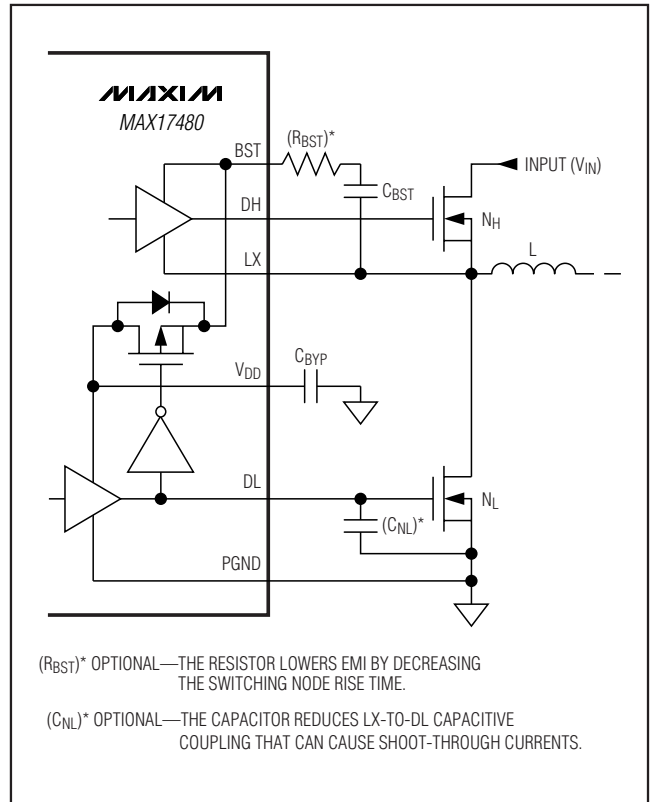 MAXIM
MAX17480
BST
(RBST)*
CBST
INPUT (VIN)
DH
NH
LX
L
VDD
CBYP
DL
NL
(CNL)*
PGND
(RBST)* OPTIONAL—THE RESISTOR LOWERS EMI BY DECREASING
THE SWITCHING NODE RISE TIME.
(CNL)* OPTIONAL—THE CAPACITOR REDUCES LX-TO-DL CAPACITIVE
COUPLING THAT CAN CAUSE SHOOT-THROUGH CURRENTS.